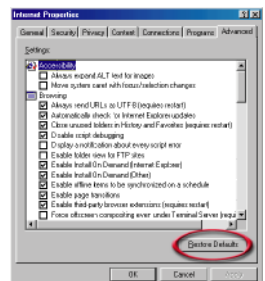 Internet Properties
General Security Privacy Content Connections Programs Advanced
Settings:
Accessibility
Always expand ALT text for images
Move system caret with focus/selection changes
Browsing
Always send URLs as UTF-8 (requires restart)
Automatically check for Internet Explorer updates
Close unused folders in History and Favorites (requires restart)
Disable script debugging
Display a notification about every script error
Enable folder view for FTP sites
Enable Install On Demand (Internet Explorer)
Enable Install On Demand (Other)
Enable offline items to be synchronized on a schedule
Enable page transitions
Enable third-party browser extensions (requires restart)
Force offscreen compositing even under Terminal Server (requi
Restore Defaults
OK Cancel Apply